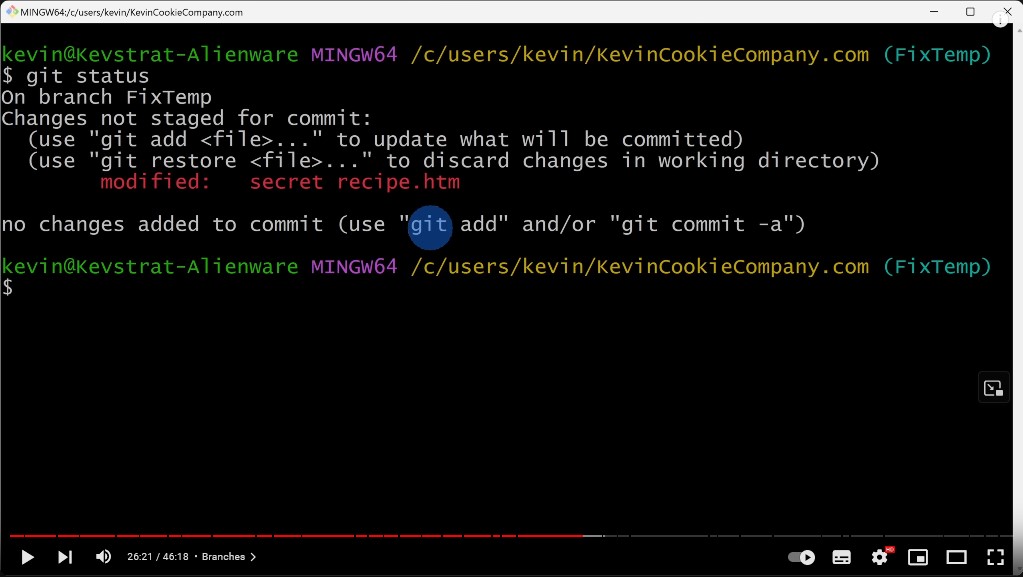 MINGW64:/c/users/kevin/KevinCookieCompany.com
kevin@Kevstrat-Alienware MINGW64 /c/users/kevin/KevinCookieCompany.com (FixTemp)
$ git status
On branch FixTemp
Changes not staged for commit:
  (use "git add <file>..." to update what will be committed)
  (use "git restore <file>..." to discard changes in working directory)
        modified:   secret recipe.htm
no changes added to commit (use "git add" and/or "git commit -a")
kevin@Kevstrat-Alienware MINGW64 /c/users/kevin/KevinCookieCompany.com (FixTemp)
$
26:21 / 46:18 • Branches >
HD